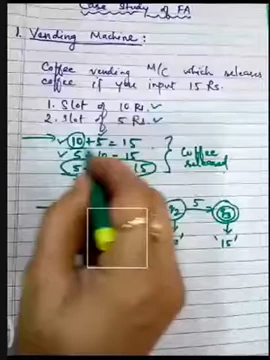 Case Study of FA
1. Vending Machine:
Coffee vending M/C which releases
coffee if you input 15 Rs.
1. Slot of 10 Rs. ✓
2. Slot of 5 Rs. ✓
✓ 10 + 5 = 15
✓ 5 + 10 = 15
5 15
Coffee
released
q2 5 q3
'15'